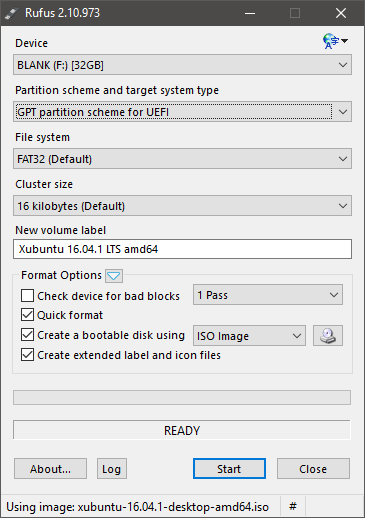 Rufus 2.10.973
Device
BLANK (F:) [32GB]
Partition scheme and target system type
GPT partition scheme for UEFI
File system
FAT32 (Default)
Cluster size
16 kilobytes (Default)
New volume label
Xubuntu 16.04.1 LTS amd64
Format Options
Check device for bad blocks 1 Pass
Quick format
Create a bootable disk using ISO Image
Create extended label and icon files
READY
About... Log Start Close
Using image: xubuntu-16.04.1-desktop-amd64.iso #